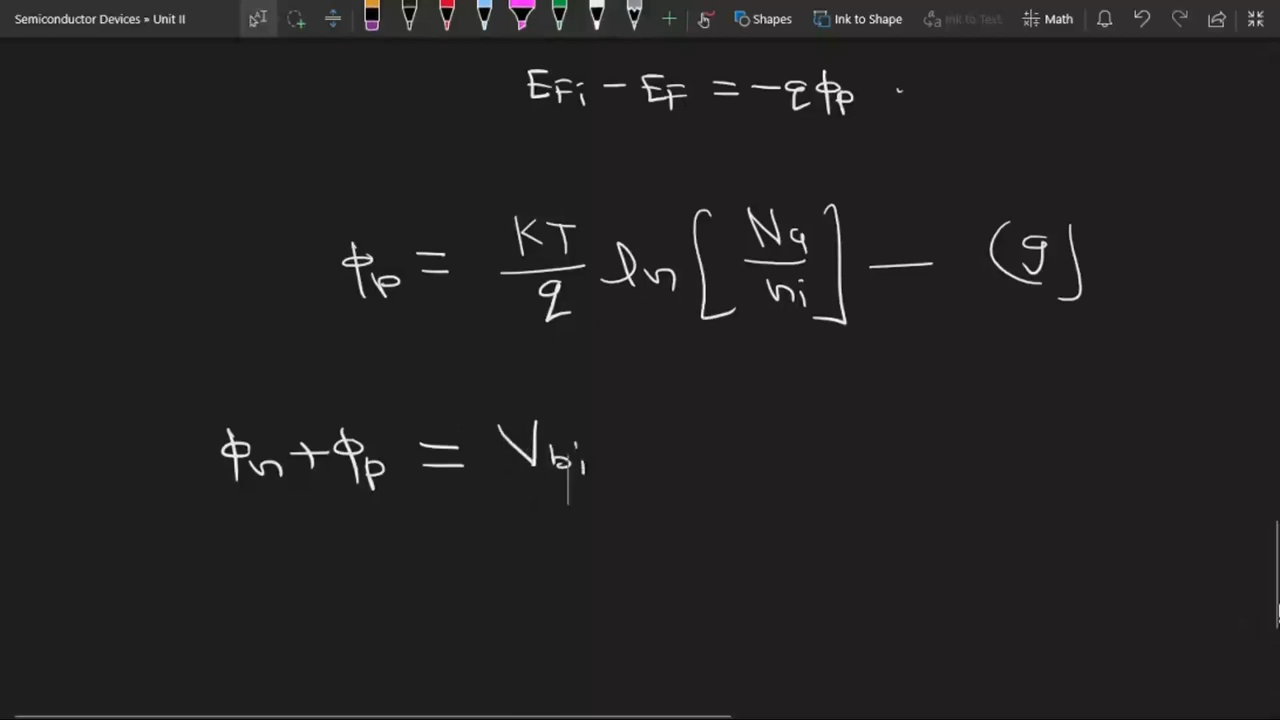 Semiconductor Devices » Unit II
Shapes
Ink to Shape
Ink to Text
Math
EFi - EF = -qϕp .
ϕp = KT/q ln [Na/ni] — (g)
ϕn + ϕp = Vbi